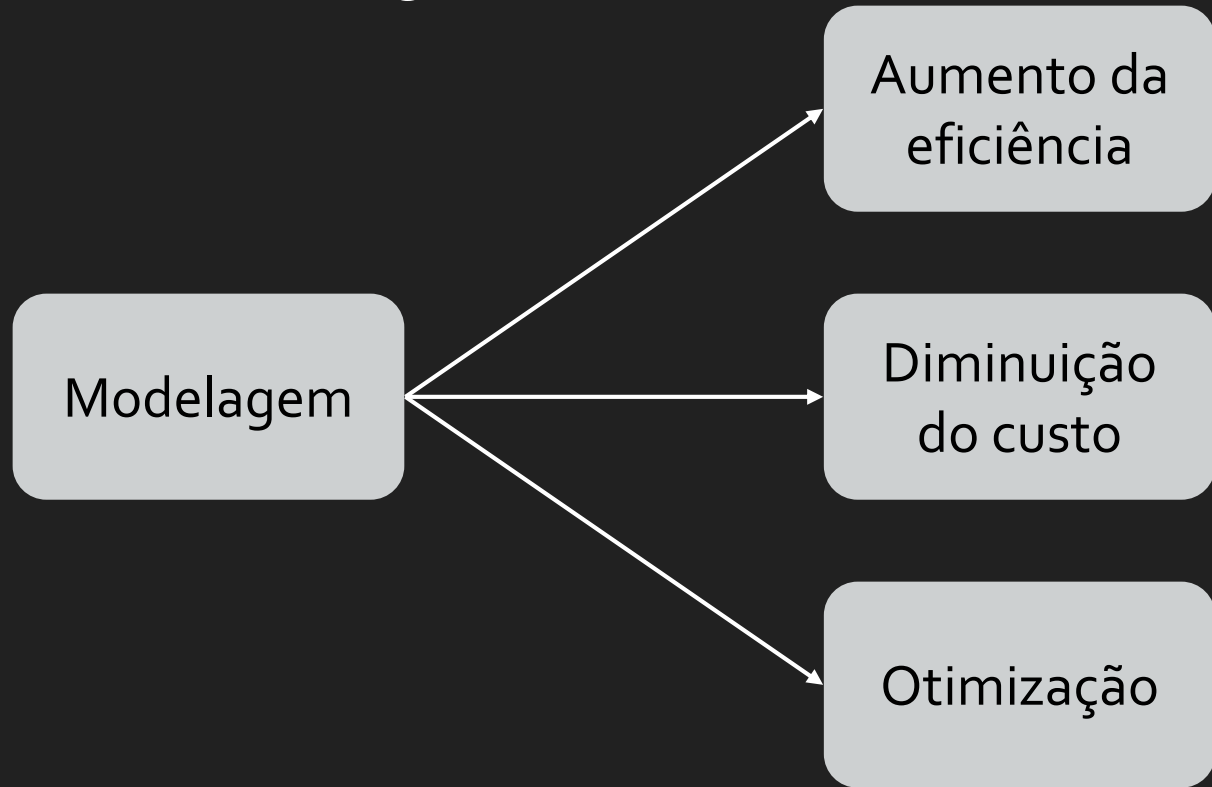 Modelagem
Aumento da
eficiência
Diminuição
do custo
Otimização